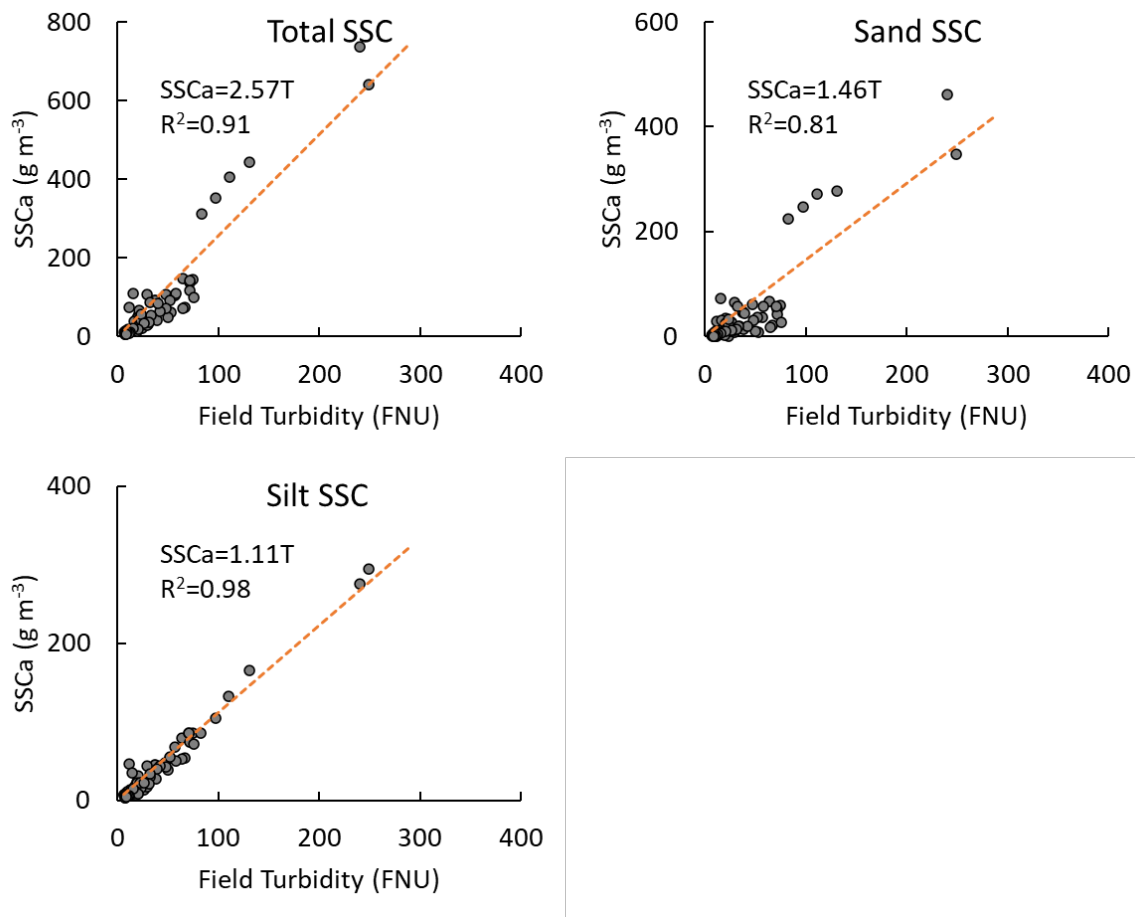 Total SSC
SSCa=2.57T
R²=0.91
SSCa (g m⁻³)
800
600
400
200
0
0 100 200 300 400
Field Turbidity (FNU)
Sand SSC
SSCa=1.46T
R²=0.81
SSCa (g m⁻³)
600
400
200
0
0 100 200 300 400
Field Turbidity (FNU)
Silt SSC
SSCa=1.11T
R²=0.98
SSCa (g m⁻³)
400
200
0
0 100 200 300 400
Field Turbidity (FNU)